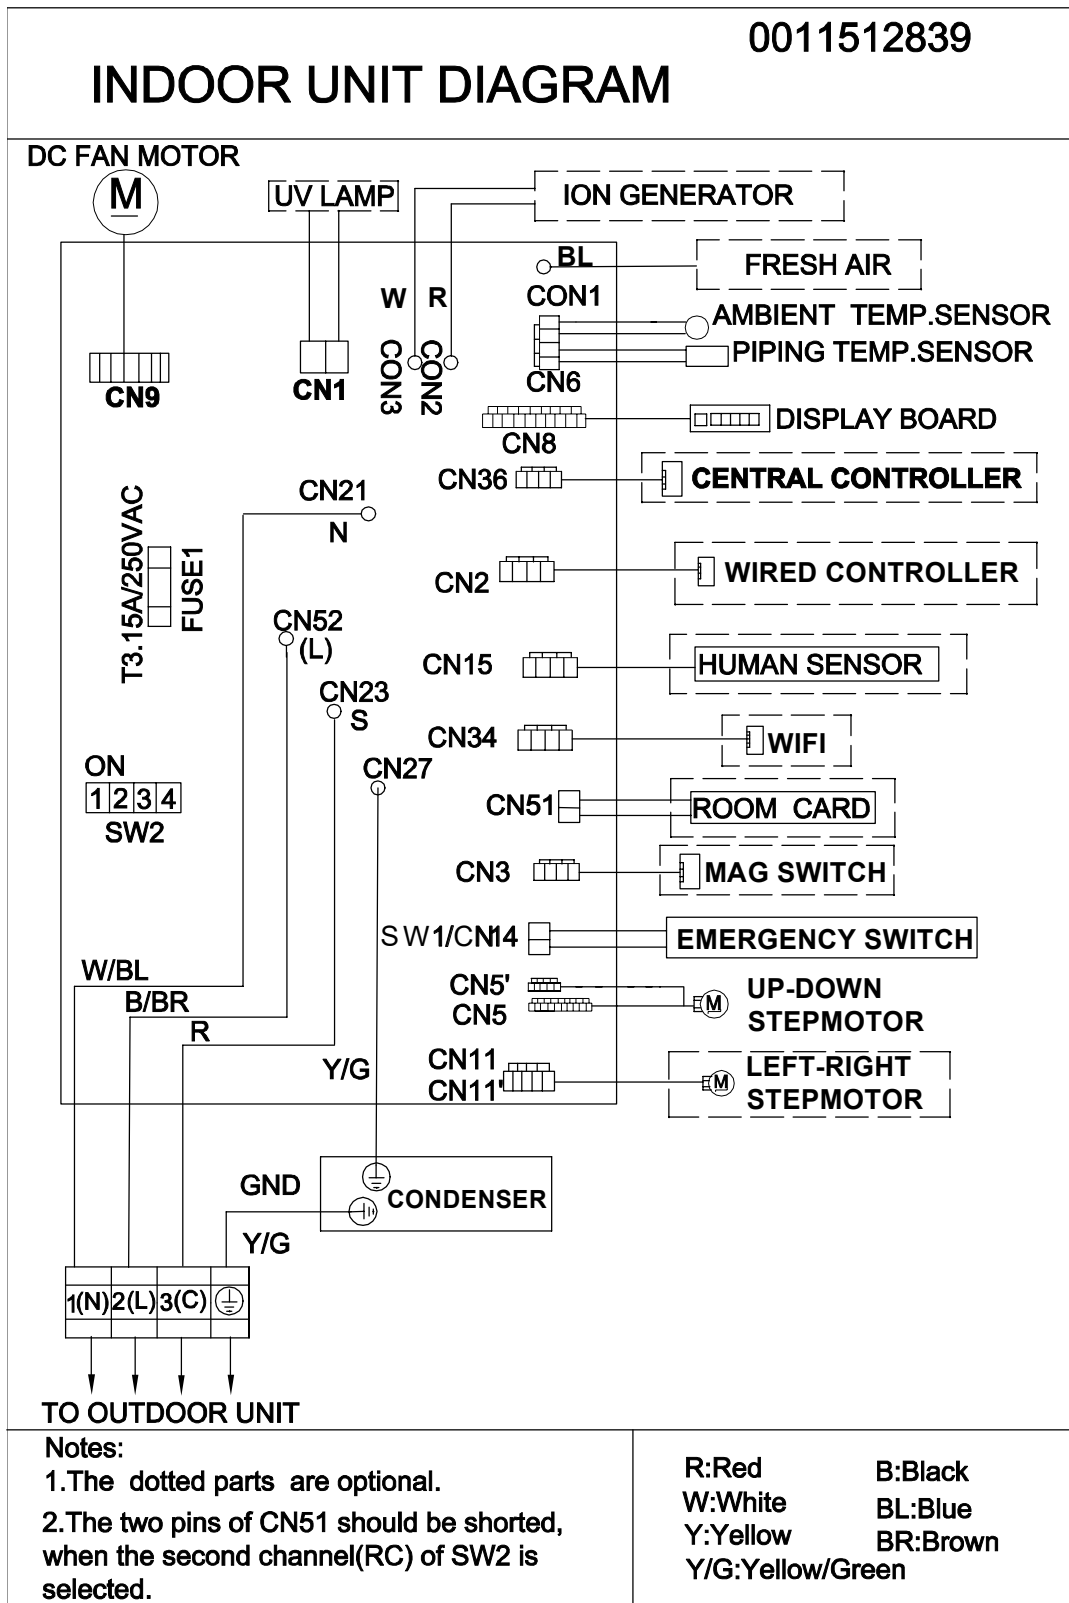 0011512839
INDOOR UNIT DIAGRAM
DC FAN MOTOR
M
UV LAMP
ION GENERATOR
BL
FRESH AIR
W R
CON1
AMBIENT TEMP.SENSOR
PIPING TEMP.SENSOR
CON3
CON2
CN6
CN9
CN1
DISPLAY BOARD
CN8
CN36
CENTRAL CONTROLLER
CN21
N
T3.15A/250VAC
FUSE1
CN2
WIRED CONTROLLER
CN52
(L)
CN15
HUMAN SENSOR
CN23
S
CN34
WIFI
ON
1 2 3 4
SW2
CN27
CN51
ROOM CARD
CN3
MAG SWITCH
SW1/CN14
EMERGENCY SWITCH
W/BL
B/BR
R
CN5'
CN5
M
UP-DOWN
STEPMOTOR
Y/G
CN11
CN11'
M
LEFT-RIGHT
STEPMOTOR
GND
CONDENSER
Y/G
1(N) 2(L) 3(C)
TO OUTDOOR UNIT
Notes:
1.The dotted parts are optional.
2.The two pins of CN51 should be shorted,
when the second channel(RC) of SW2 is
selected.
R:Red B:Black
W:White BL:Blue
Y:Yellow BR:Brown
Y/G:Yellow/Green